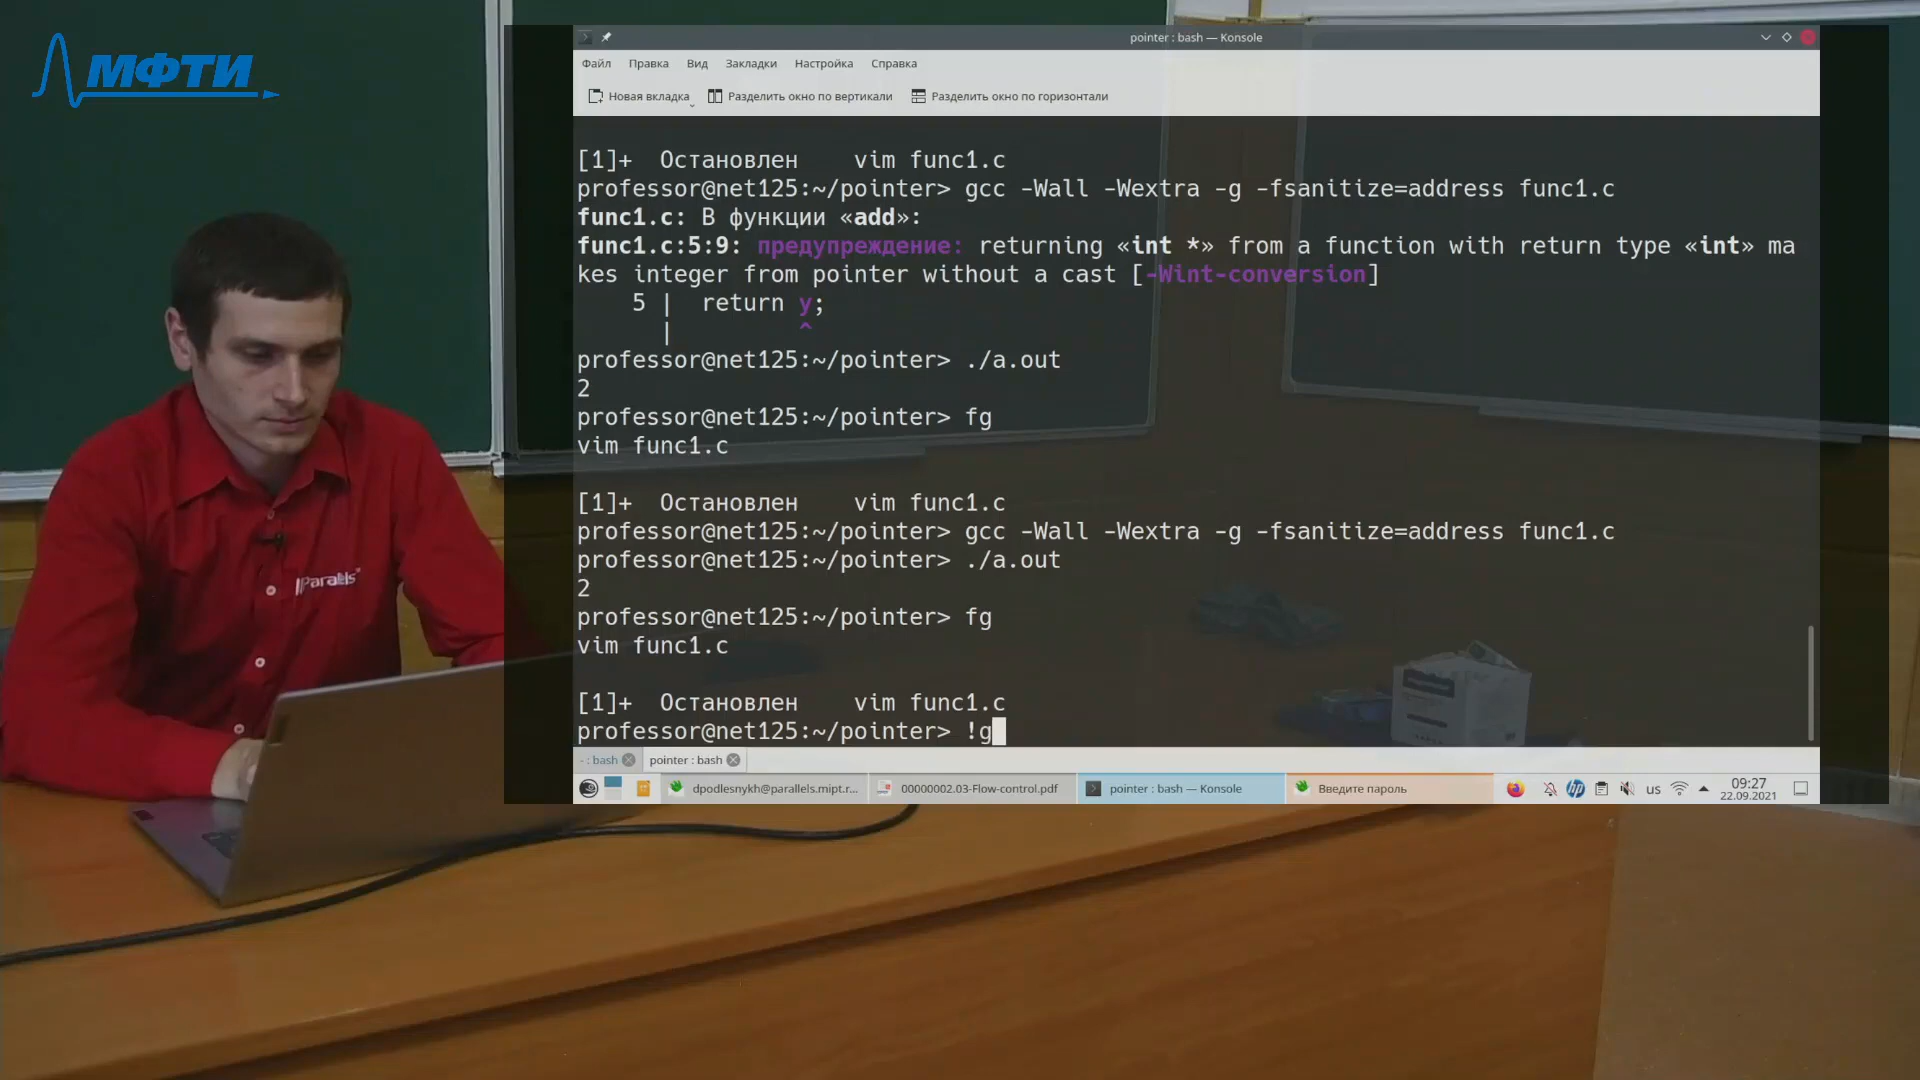 МФТИ
pointer : bash — Konsole
Файл Правка Вид Закладки Настройка Справка
Новая вкладка Разделить окно по вертикали Разделить окно по горизонтали
[1]+  Остановлен    vim func1.c
professor@net125:~/pointer> gcc -Wall -Wextra -g -fsanitize=address func1.c
func1.c: В функции «add»:
func1.c:5:9: предупреждение: returning «int *» from a function with return type «int» ma
kes integer from pointer without a cast [-Wint-conversion]
    5 |  return y;
      |         ^
professor@net125:~/pointer> ./a.out
2
professor@net125:~/pointer> fg
vim func1.c
[1]+  Остановлен    vim func1.c
professor@net125:~/pointer> gcc -Wall -Wextra -g -fsanitize=address func1.c
professor@net125:~/pointer> ./a.out
2
professor@net125:~/pointer> fg
vim func1.c
[1]+  Остановлен    vim func1.c
professor@net125:~/pointer> !g
- : bash pointer : bash
dpodlesnykh@parallels.mipt.r... 00000002.03-Flow-control.pdf pointer : bash — Konsole Введите пароль us 09:27
22.09.2021
Parallels